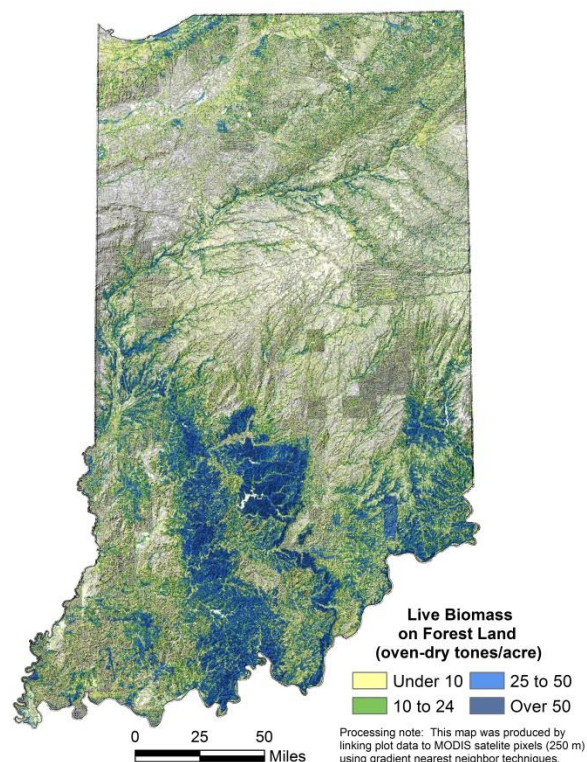 Live Biomass
on Forest Land
(oven-dry tones/acre)
Under 10
25 to 50
10 to 24
Over 50
Processing note: This map was produced by
linking plot data to MODIS satelite pixels (250 m)
using gradient nearest neighbor techniques.
0 25 50
Miles